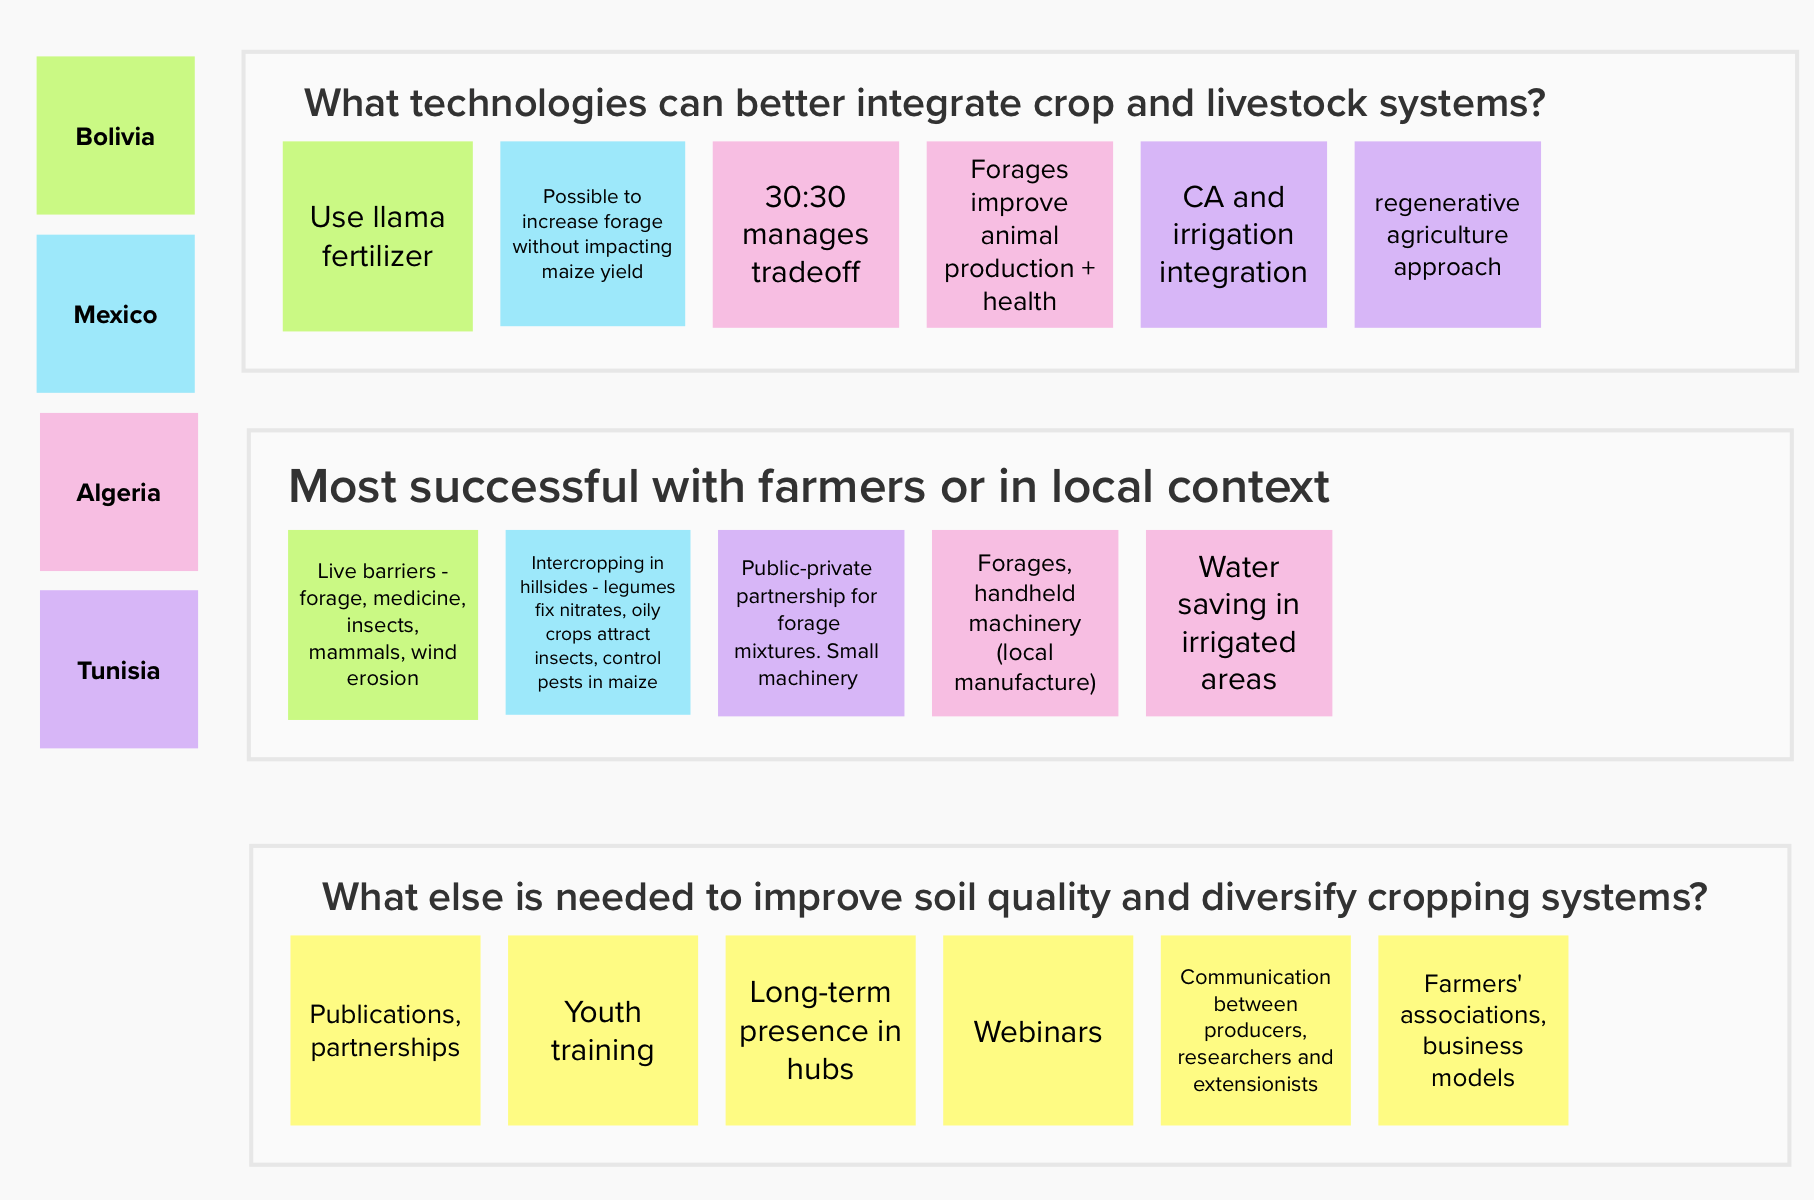 Bolivia
Mexico
Algeria
Tunisia
What technologies can better integrate crop and livestock systems?
Use llama
fertilizer
Possible to
increase forage
without impacting
maize yield
30:30
manages
tradeoff
Forages
improve
animal
production +
health
CA and
irrigation
integration
regenerative
agriculture
approach
Most successful with farmers or in local context
Live barriers -
forage, medicine,
insects,
mammals, wind
erosion
Intercropping in
hillsides - legumes
fix nitrates, oily
crops attract
insects, control
pests in maize
Public-private
partnership for
forage
mixtures. Small
machinery
Forages,
handheld
machinery
(local
manufacture)
Water
saving in
irrigated
areas
What else is needed to improve soil quality and diversify cropping systems?
Publications,
partnerships
Youth
training
Long-term
presence in
hubs
Webinars
Communication
between
producers,
researchers and
extensionists
Farmers'
associations,
business
models